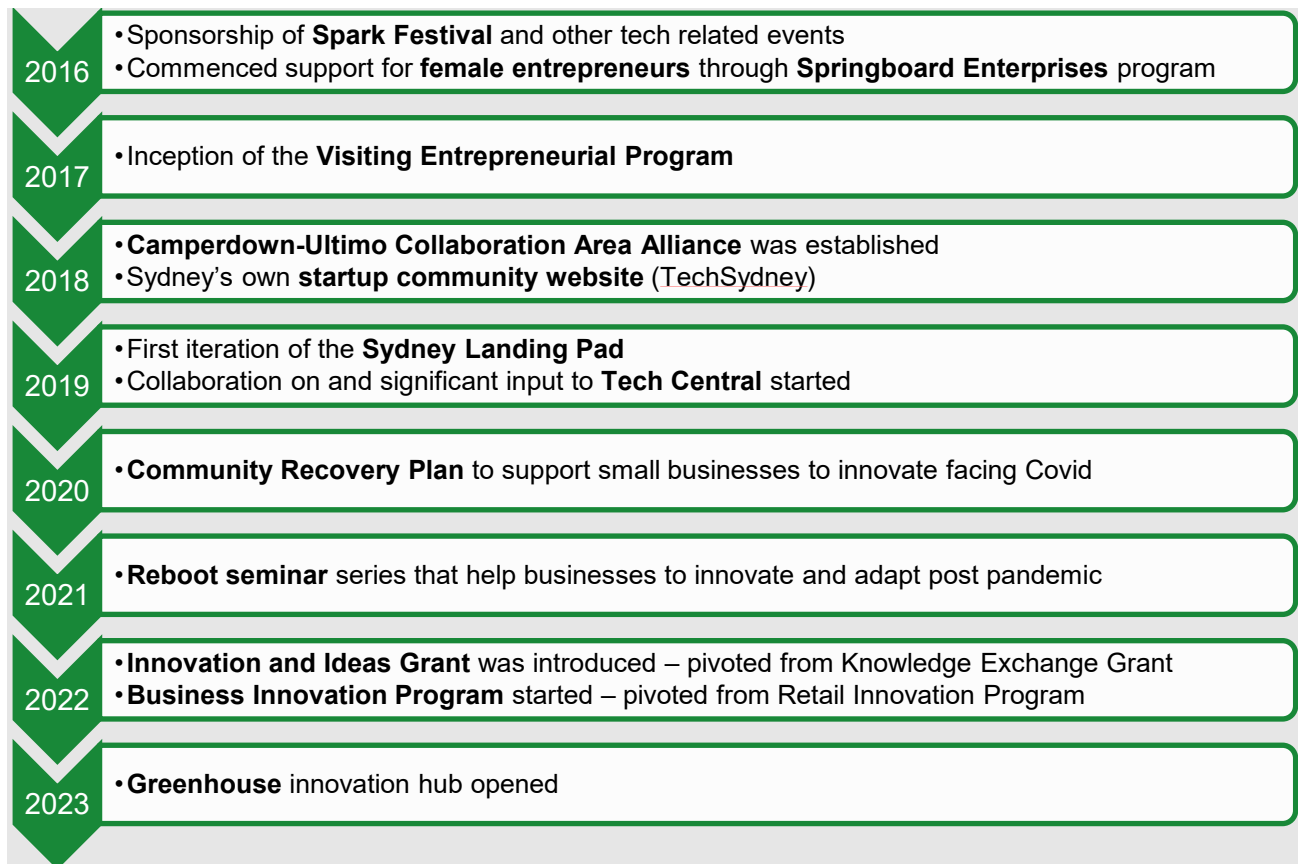 2016
•Sponsorship of Spark Festival and other tech related events
•Commenced support for female entrepreneurs through Springboard Enterprises program
2017
•Inception of the Visiting Entrepreneurial Program
2018
•Camperdown-Ultimo Collaboration Area Alliance was established
•Sydney’s own startup community website (TechSydney)
2019
•First iteration of the Sydney Landing Pad
•Collaboration on and significant input to Tech Central started
2020
•Community Recovery Plan to support small businesses to innovate facing Covid
2021
•Reboot seminar series that help businesses to innovate and adapt post pandemic
2022
•Innovation and Ideas Grant was introduced – pivoted from Knowledge Exchange Grant
•Business Innovation Program started – pivoted from Retail Innovation Program
2023
•Greenhouse innovation hub opened